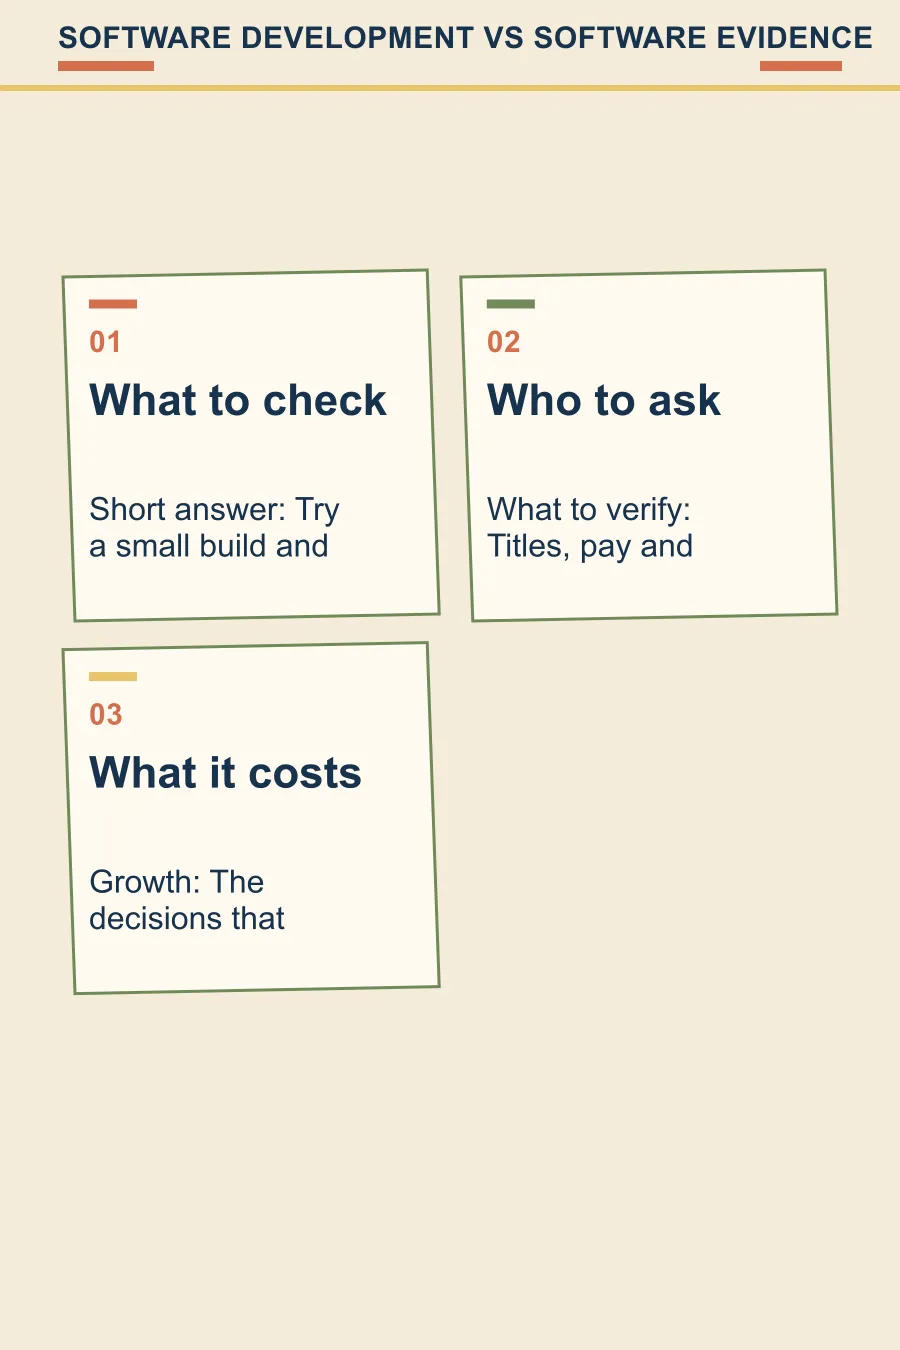 SOFTWARE DEVELOPMENT VS SOFTWARE EVIDENCE
01
What to check
Short answer: Try
a small build and
02
Who to ask
What to verify:
Titles, pay and
03
What it costs
Growth: The
decisions that